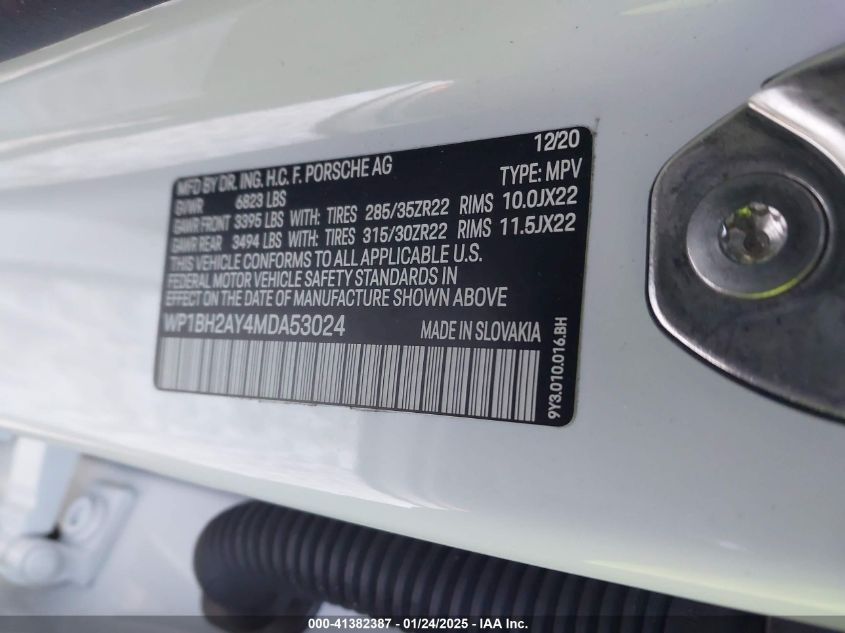 12/20
MFD BY DR. ING. H.C. F. PORSCHE AG
TYPE: MPV
GVWR 6823 LBS
GAWR FRONT 3395 LBS WITH: TIRES 285/35ZR22 RIMS 10.0JX22
GAWR REAR 3494 LBS WITH: TIRES 315/30ZR22 RIMS 11.5JX22
THIS VEHICLE CONFORMS TO ALL APPLICABLE U.S.
FEDERAL MOTOR VEHICLE SAFETY STANDARDS IN
EFFECT ON THE DATE OF MANUFACTURE SHOWN ABOVE
WP1BH2AY4MDA53024 MADE IN SLOVAKIA
9Y3.010.016.BH
000-41382387 - 01/24/2025 - IAA Inc.